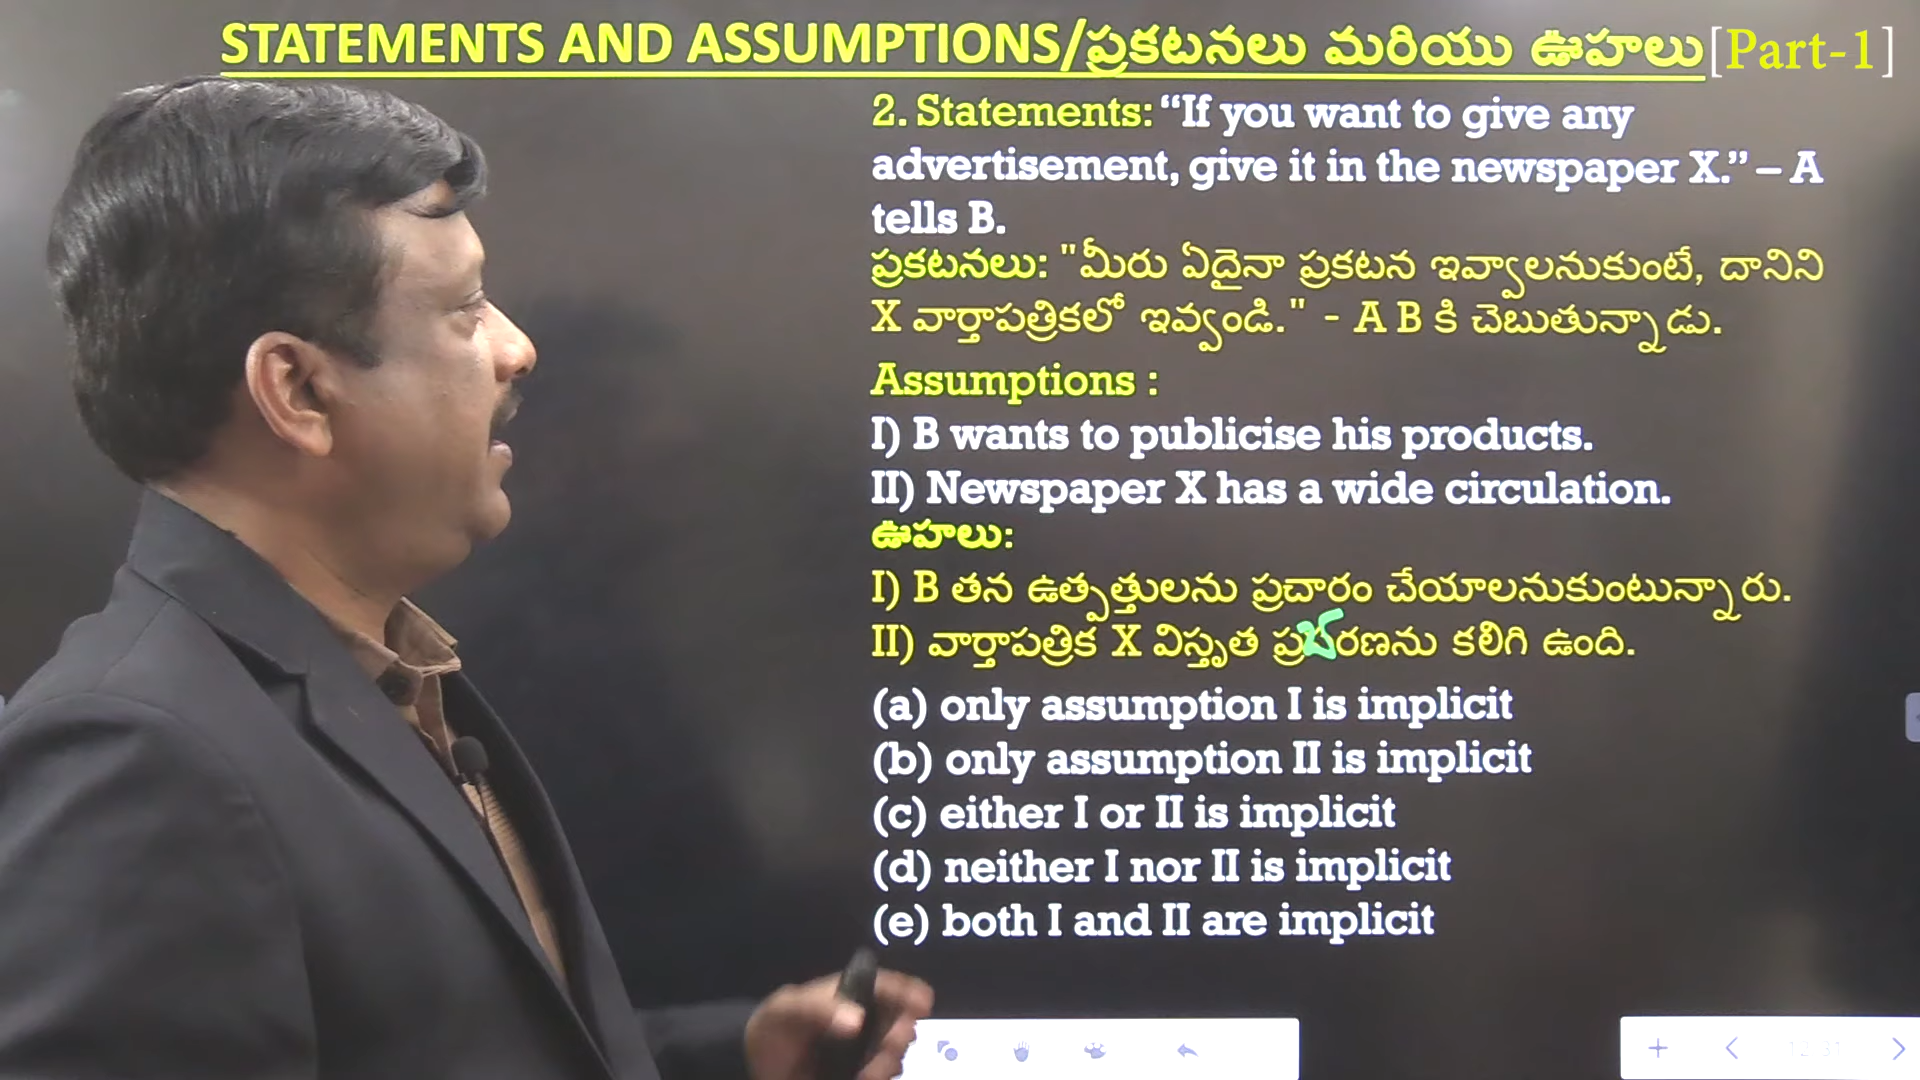 STATEMENTS AND ASSUMPTIONS/ప్రకటనలు మరియు ఊహలు[Part-1]
2. Statements: “If you want to give any
advertisement, give it in the newspaper X.” – A
tells B.
ప్రకటనలు: "మీరు ఏదైనా ప్రకటన ఇవ్వాలనుకుంటే, దానిని
X వార్తాపత్రికలో ఇవ్వండి." - A B కి చెబుతున్నాడు.
Assumptions :
I) B wants to publicise his products.
II) Newspaper X has a wide circulation.
ఊహలు:
I) B తన ఉత్పత్తులను ప్రచారం చేయాలనుకుంటున్నారు.
II) వార్తాపత్రిక X విస్తృత ప్రచరణను కలిగి ఉంది.
(a) only assumption I is implicit
(b) only assumption II is implicit
(c) either I or II is implicit
(d) neither I nor II is implicit
(e) both I and II are implicit